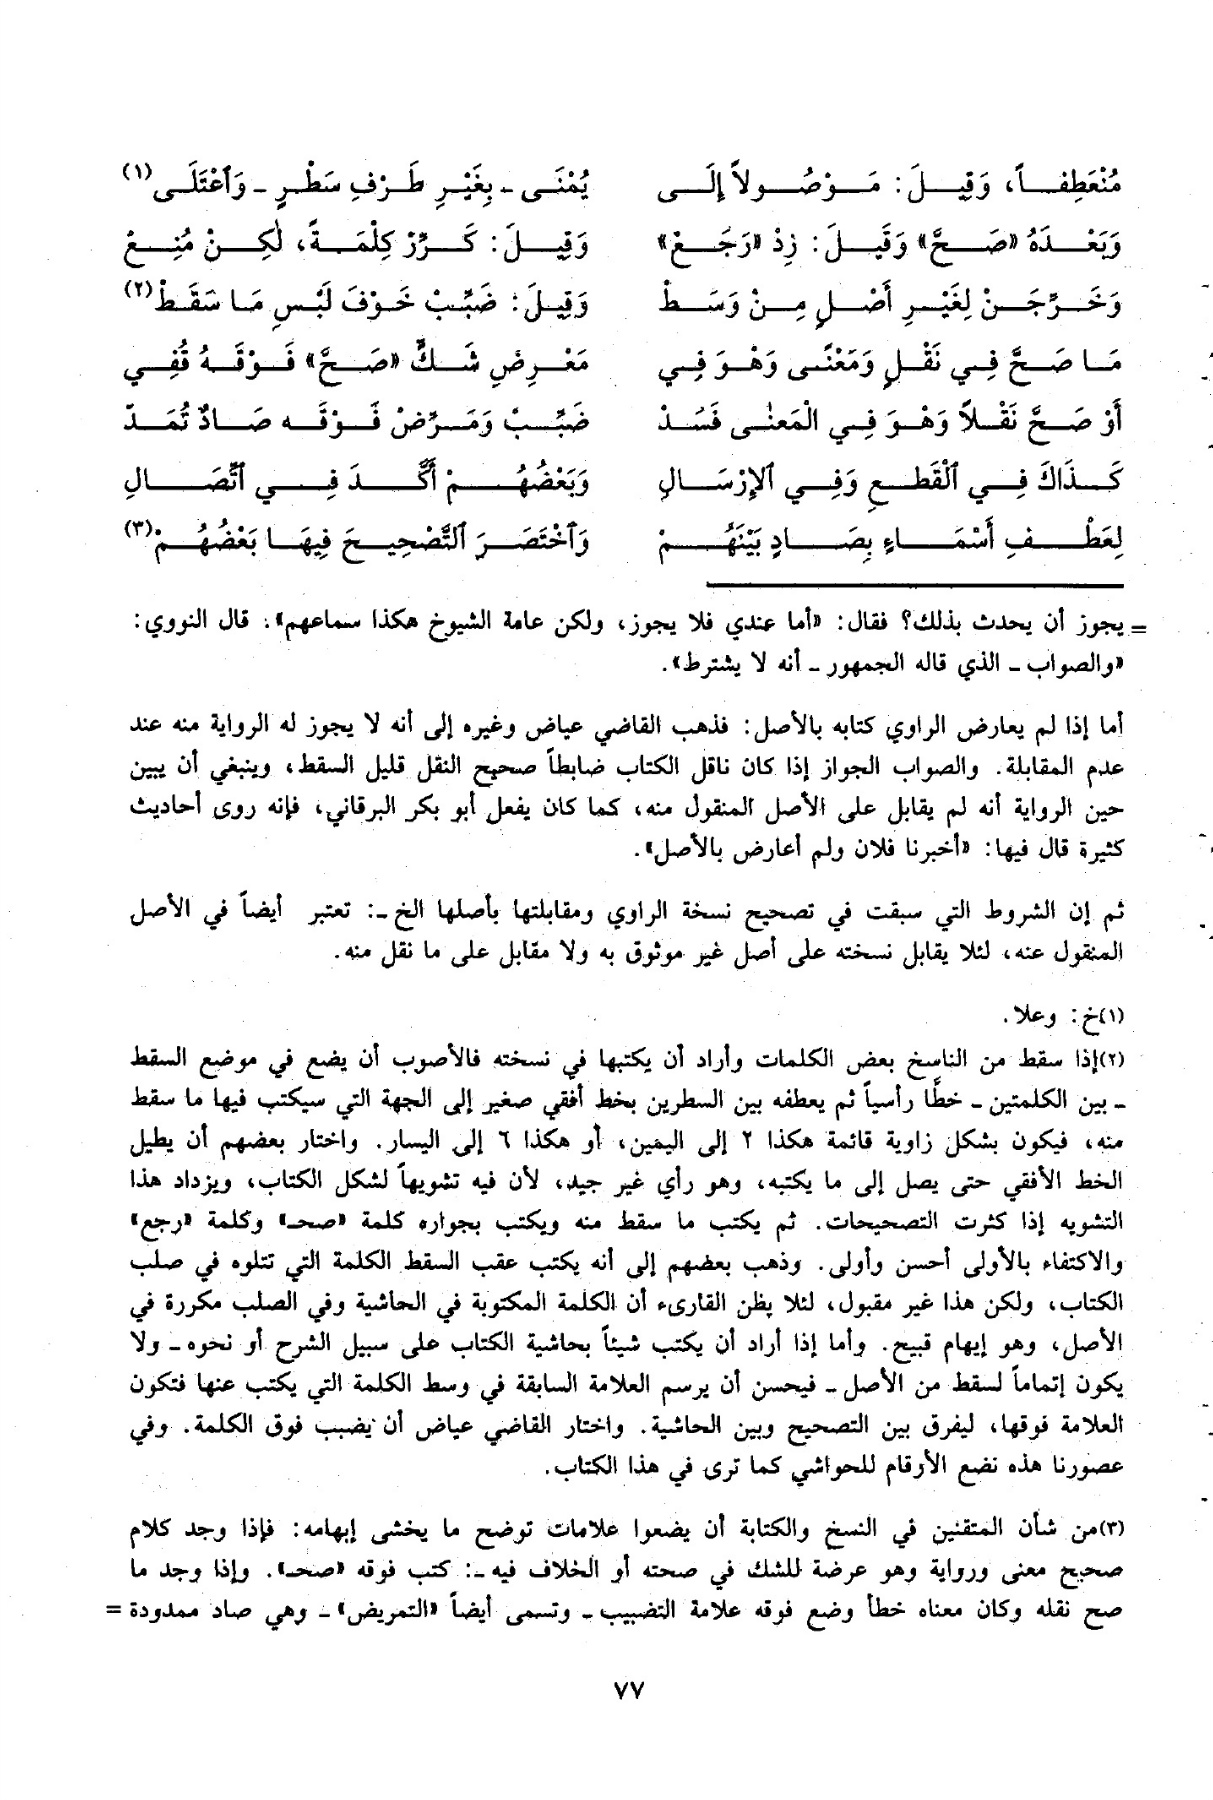 مُنْعَطِفاً، وَقِيلَ: مَوْصُولاً إِلَى يُمْنَى - بِغَيْرِ طَرْفِ سَطْرٍ - وَٱعْتَلَى(١)
وَبَعْدَهُ «صَحَّ» وَقَيلَ: زِدْ «رَجَعْ» وَقِيلَ: كَرِّرْ كِلْمَةً، لٰكِنْ مُنِعْ
وَخَرِّجَنْ لِغَيْرِ أَصْلٍ مِنْ وَسَطْ وَقِيلَ: ضَبِّبْ خَوْفَ لَبْسِ مَا سَقَطْ(٢)
مَا صَحَّ فِي نَقْلٍ وَمَعْنًى وَهْوَ فِي مَعْرِضِ شَكٍّ «صَحَّ» فَوْقَهُ قُفِي
أَوْ صَحَّ نَقْلاً وَهْوَ فِي الْمَعْنٰى فَسَدْ ضَبِّبْ وَمَرِّضْ فَوْقَه صَادٌ تُمَدّ
كَذَاكَ فِي ٱلْقَطْعِ وَفِي ٱلإِرْسَالِ وَبَعْضُهُمْ أَكَّدَ فِي ٱتِّصَالِ
لِعَطْفِ أَسْمَاءٍ بِصَادٍ بَيْنَهُمْ وَٱخْتَصَرَ ٱلتَّصْحِيحَ فِيهَا بَعْضُهُمْ(٣)
= يجوز أن يحدث بذلك؟ فقال: «أما عندي فلا يجوز، ولكن عامة الشيوخ هكذا سماعهم». قال النووي:
«والصواب - الذي قاله الجمهور - أنه لا يشترط».
أما إذا لم يعارض الراوي كتابه بالأصل: فذهب القاضي عياض وغيره إلى أنه لا يجوز له الرواية منه عند
عدم المقابلة. والصواب الجواز إذا كان ناقل الكتاب ضابطاً صحيح النقل قليل السقط، وينبغي أن يبين
حين الرواية أنه لم يقابل على الأصل المنقول منه، كما كان يفعل أبو بكر البرقاني، فإنه روى أحاديث
كثيرة قال فيها: «أخبرنا فلان ولم أعارض بالأصل».
ثم إن الشروط التي سبقت في تصحيح نسخة الراوي ومقابلتها بأصلها الخ -: تعتبر أيضاً في الأصل
المنقول عنه، لئلا يقابل نسخته على أصل غير موثوق به ولا مقابل على ما نقل منه.
(١)خ: وعلا.
(٢)إذا سقط من الناسخ بعض الكلمات وأراد أن يكتبها في نسخته فالأصوب أن يضع في موضع السقط
- بين الكلمتين - خطًّا رأسياً ثم يعطفه بين السطرين بخط أفقي صغير إلى الجهة التي سيكتب فيها ما سقط
منه، فيكون بشكل زاوية قائمة هكذا ٢ إلى اليمين، أو هكذا ٦ إلى اليسار. واختار بعضهم أن يطيل
الخط الأفقي حتى يصل إلى ما يكتبه، وهو رأي غير جيد، لأن فيه تشويهاً لشكل الكتاب، ويزداد هذا
التشويه إذا كثرت التصحيحات. ثم يكتب ما سقط منه ويكتب بجواره كلمة «صحـ» وكلمة «رجع»
والاكتفاء بالأولى أحسن وأولى. وذهب بعضهم إلى أنه يكتب عقب السقط الكلمة التي تتلوه في صلب
الكتاب، ولكن هذا غير مقبول، لئلا يظن القارىء أن الكلمة المكتوبة في الحاشية وفي الصلب مكررة في
الأصل، وهو إيهام قبيح. وأما إذا أراد أن يكتب شيئاً بحاشية الكتاب على سبيل الشرح أو نحوه - ولا
يكون إتماماً لسقط من الأصل - فيحسن أن يرسم العلامة السابقة في وسط الكلمة التي يكتب عنها فتكون
العلامة فوقها، ليفرق بين التصحيح وبين الحاشية. واختار القاضي عياض أن يضبب فوق الكلمة. وفي
عصورنا هذه نضع الأرقام للحواشي كما ترى في هذا الكتاب.
(٣)من شأن المتقنين في النسخ والكتابة أن يضعوا علامات توضح ما يخشى إبهامه: فإذا وجد كلام
صحيح معنى ورواية وهو عرضة للشك في صحته أو الخلاف فيه -: كتب فوقه «صحـ». وإذا وجد ما
صح نقله وكان معناه خطأ وضع فوقه علامة التضبيب - وتسمى أيضاً «التمريض» - وهي صاد ممدودة =
٧٧